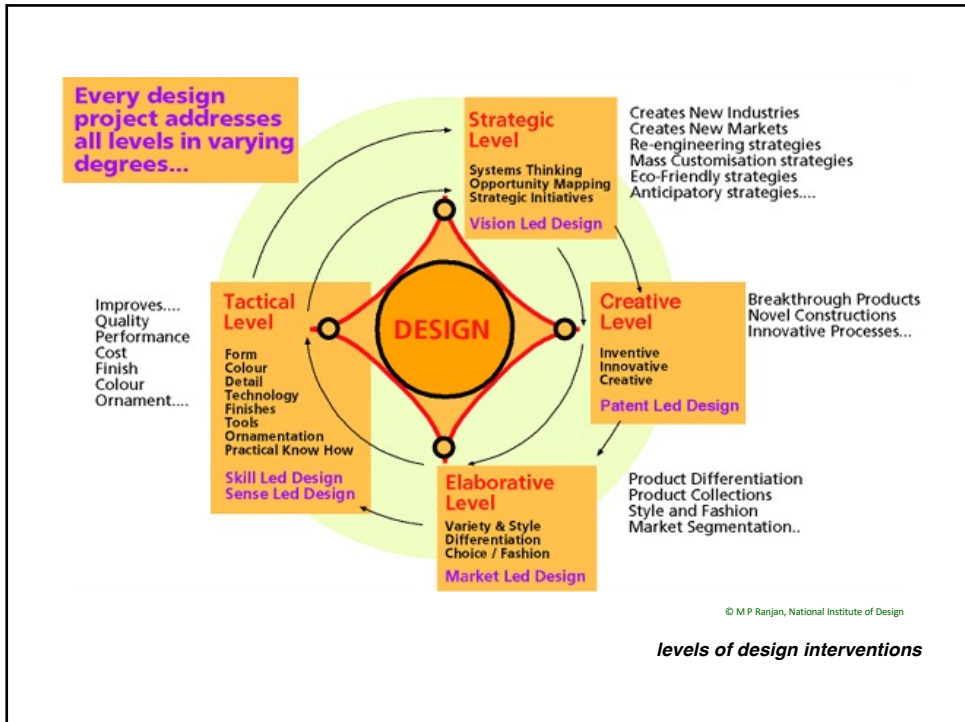 Every design
project addresses
all levels in varying
degrees...
Strategic
Level
Systems Thinking
Opportunity Mapping
Strategic Initiatives
Vision Led Design
Creates New Industries
Creates New Markets
Re-engineering strategies
Mass Customisation strategies
Eco-Friendly strategies
Anticipatory strategies....
Improves....
Quality
Performance
Cost
Finish
Colour
Ornament....
Tactical
Level
Form
Colour
Detail
Technology
Finishes
Tools
Ornamentation
Practical Know How
Skill Led Design
Sense Led Design
DESIGN
Creative
Level
Inventive
Innovative
Creative
Patent Led Design
Breakthrough Products
Novel Constructions
Innovative Processes...
Elaborative
Level
Variety & Style
Differentiation
Choice / Fashion
Market Led Design
Product Differentiation
Product Collections
Style and Fashion
Market Segmentation..
© M P Ranjan, National Institute of Design
levels of design interventions